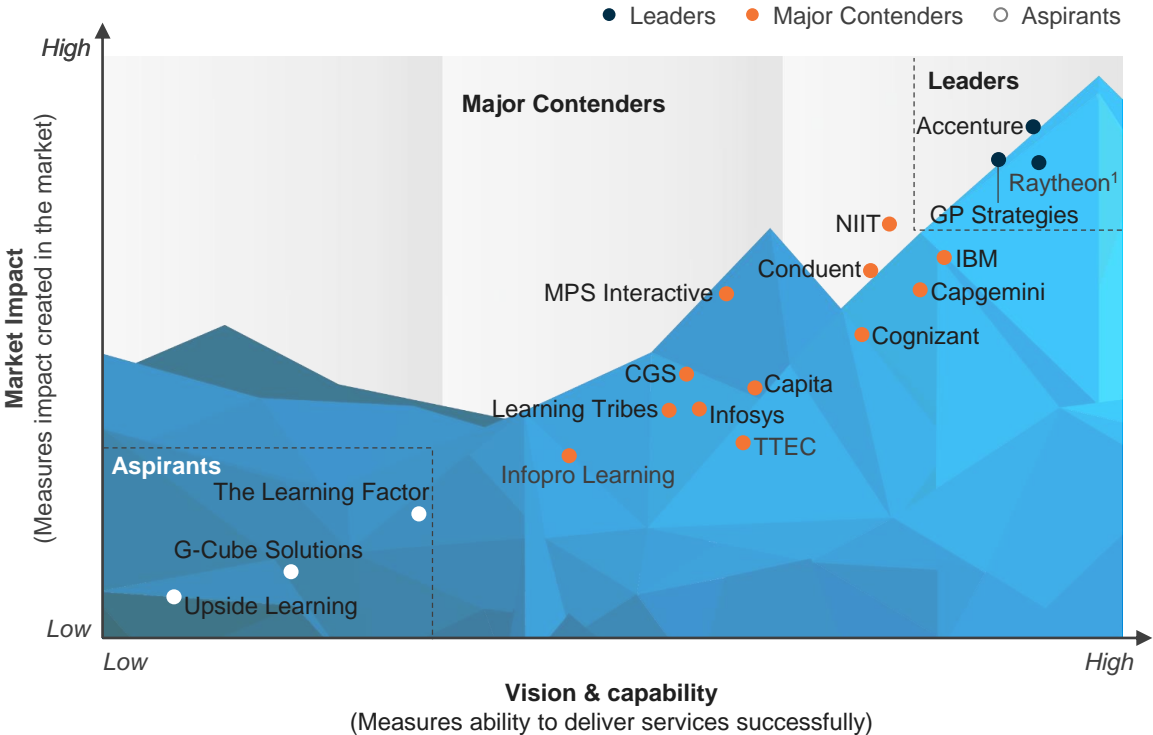 Leaders
Major Contenders
Aspirants
High
Leaders
Major Contenders
Accenture
Raytheon¹
GP Strategies
NIIT
IBM
Conduent
Capgemini
MPS Interactive
Cognizant
CGS
Capita
Learning Tribes
Infosys
TTEC
Infopro Learning
Aspirants
The Learning Factor
G-Cube Solutions
Upside Learning
Market Impact
(Measures impact created in the market)
Low
Low
High
Vision & capability
(Measures ability to deliver services successfully)